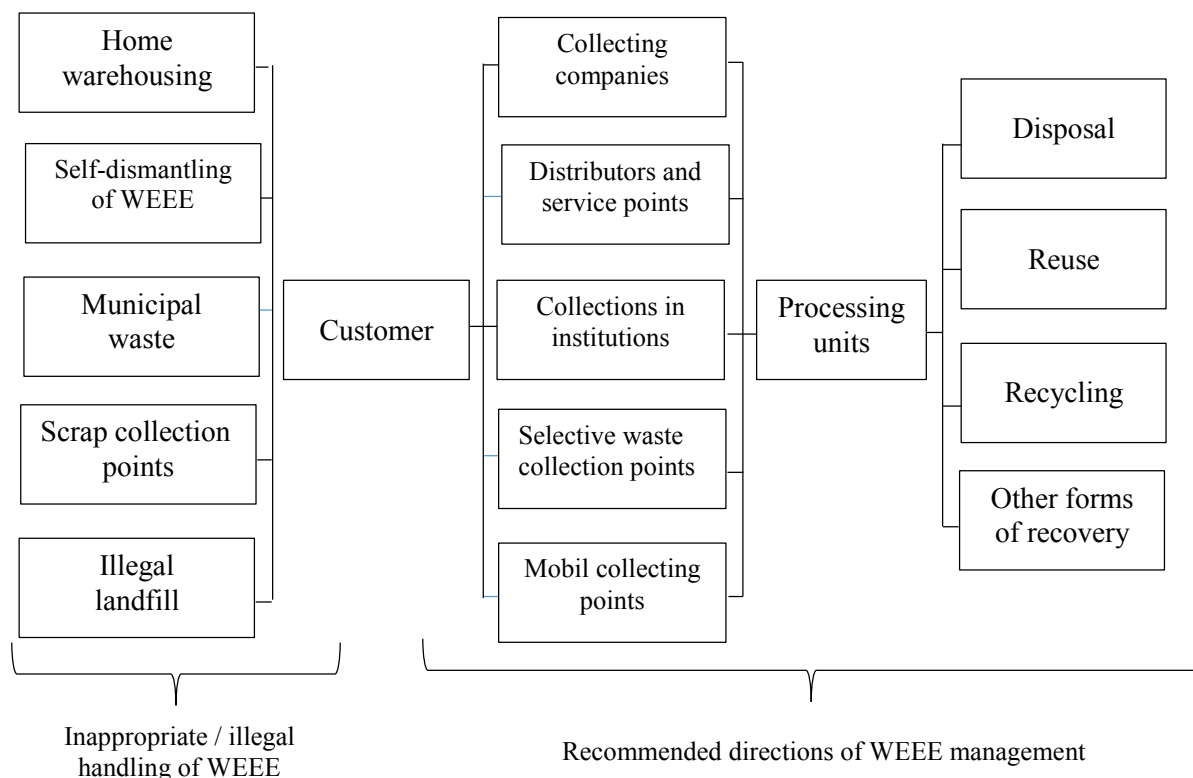 Home
warehousing
Self-dismantling
of WEEE
Municipal
waste
Scrap collection
points
Illegal
landfill
Customer
Collecting
companies
Distributors and
service points
Collections in
institutions
Selective waste
collection points
Mobil collecting
points
Processing
units
Disposal
Reuse
Recycling
Other forms
of recovery
Inappropriate / illegal
handling of WEEE
Recommended directions of WEEE management